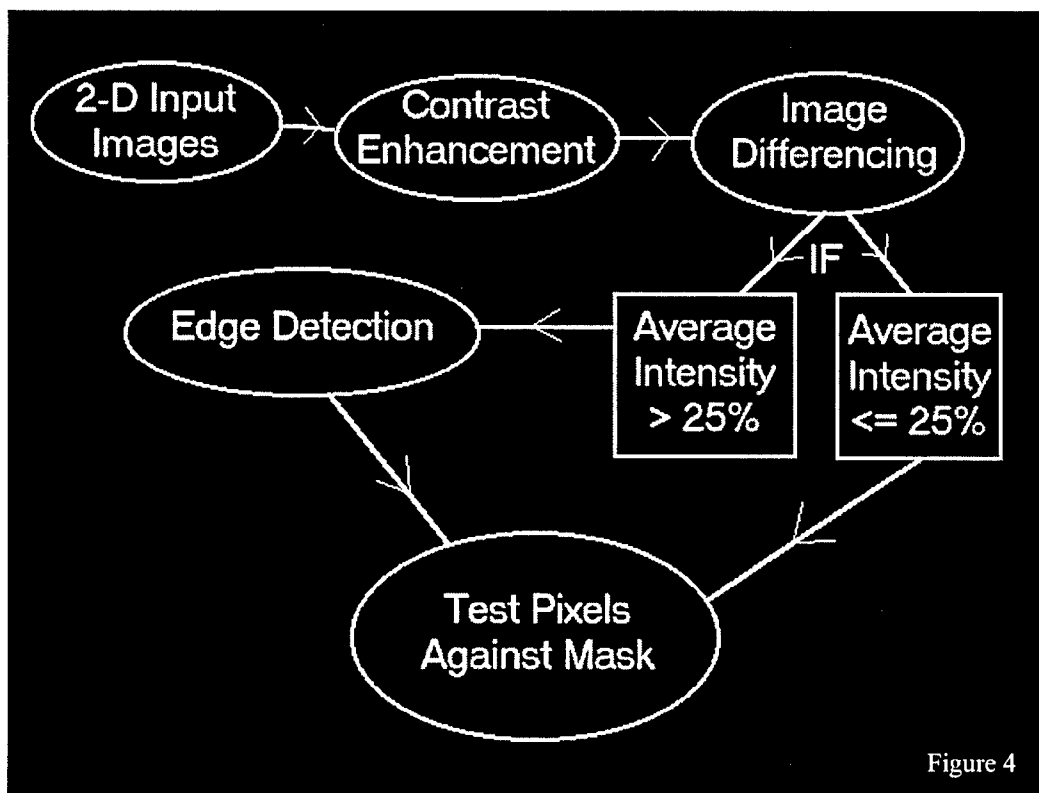 2-D Input
Images
Contrast
Enhancement
Image
Differencing
IF
Edge Detection
Average
Intensity
> 25%
Average
Intensity
<= 25%
Test Pixels
Against Mask
Figure 4